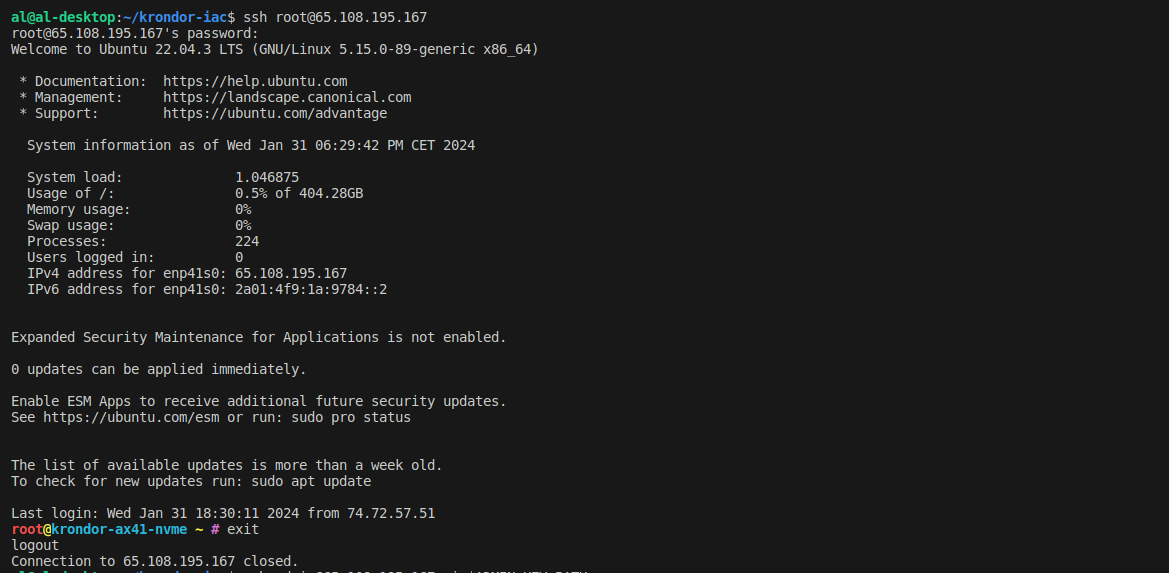 al@al-desktop:~/krondor-iac$ ssh root@65.108.195.167
root@65.108.195.167's password:
Welcome to Ubuntu 22.04.3 LTS (GNU/Linux 5.15.0-89-generic x86_64)
* Documentation:  https://help.ubuntu.com
* Management:     https://landscape.canonical.com
* Support:        https://ubuntu.com/advantage
System information as of Wed Jan 31 06:29:42 PM CET 2024
System load:              1.046875
Usage of /:               0.5% of 404.28GB
Memory usage:             0%
Swap usage:               0%
Processes:                224
Users logged in:          0
IPv4 address for enp41s0: 65.108.195.167
IPv6 address for enp41s0: 2a01:4f9:1a:9784::2
Expanded Security Maintenance for Applications is not enabled.
0 updates can be applied immediately.
Enable ESM Apps to receive additional future security updates.
See https://ubuntu.com/esm or run: sudo pro status
The list of available updates is more than a week old.
To check for new updates run: sudo apt update
Last login: Wed Jan 31 18:30:11 2024 from 74.72.57.51
root@krondor-ax41-nvme ~ # exit
logout
Connection to 65.108.195.167 closed.